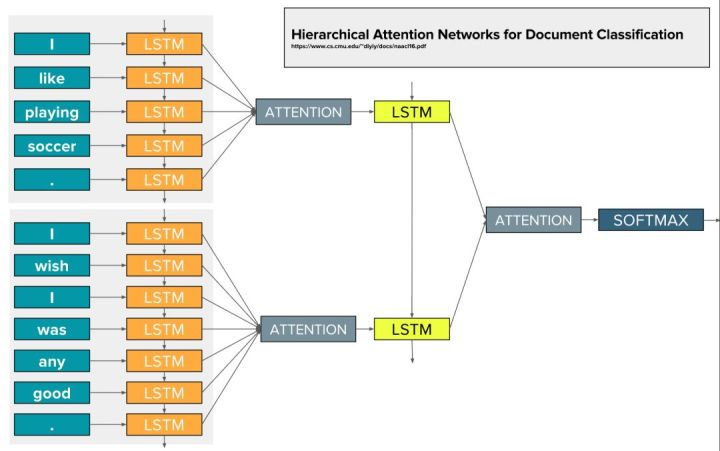 Hierarchical Attention Networks for Document Classification
https://www.cs.cmu.edu/~diyiy/docs/naacl16.pdf
I LSTM
like LSTM
playing LSTM ATTENTION LSTM
soccer LSTM
. LSTM
ATTENTION SOFTMAX
I LSTM
wish LSTM
I LSTM
was LSTM ATTENTION LSTM
any LSTM
good LSTM
. LSTM